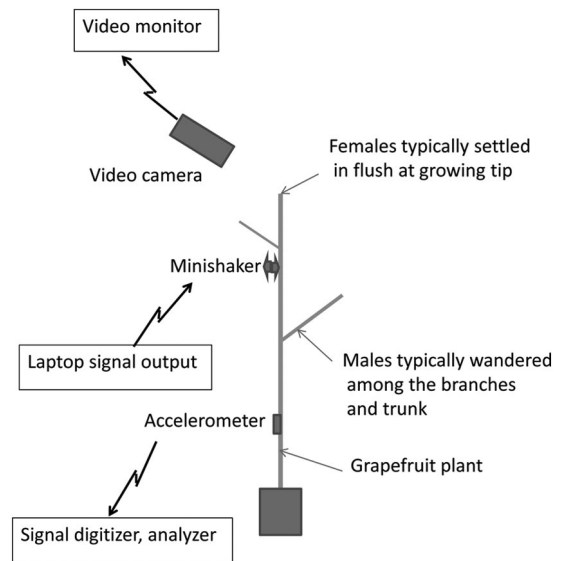 Video monitor
Video camera
Females typically settled
in flush at growing tip
Minishaker
Laptop signal output
Males typically wandered
among the branches
and trunk
Accelerometer
Grapefruit plant
Signal digitizer, analyzer